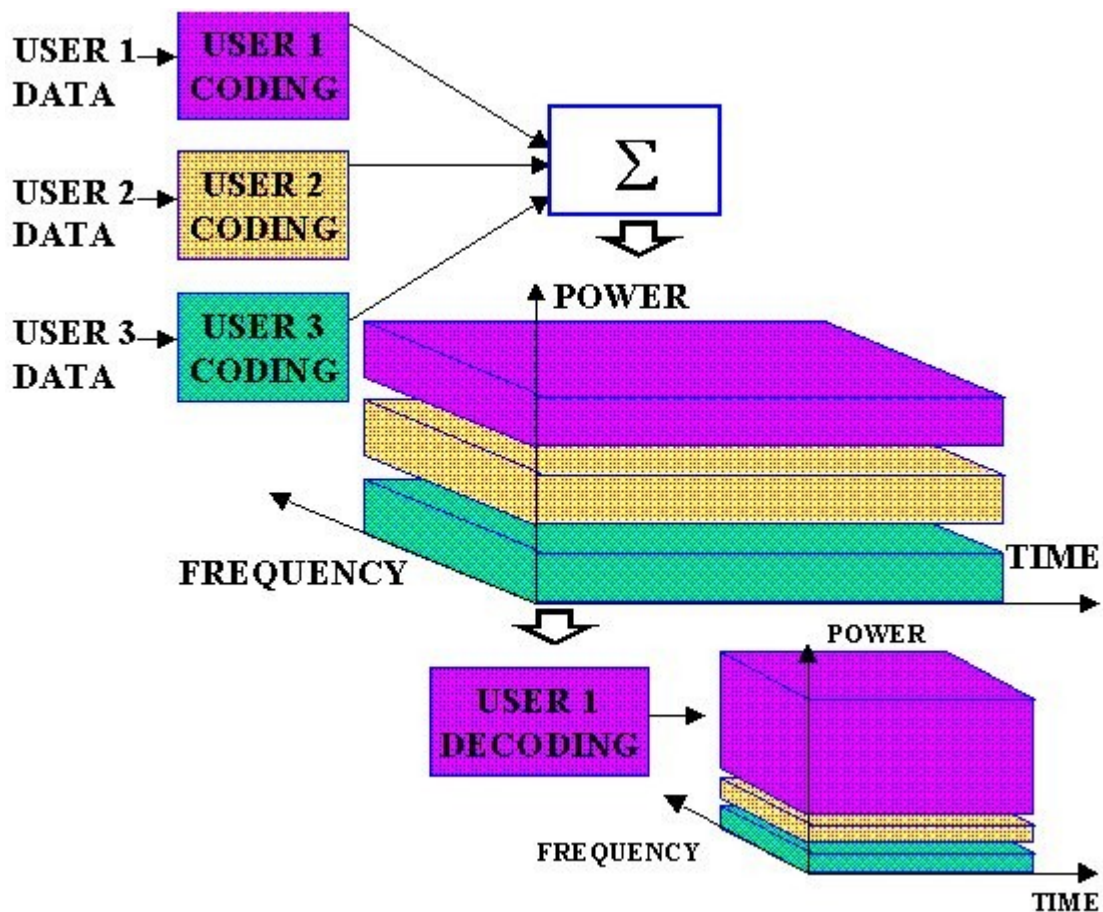 USER 1
DATA
USER 1
CODING
USER 2
DATA
USER 2
CODING
USER 3
DATA
USER 3
CODING
Σ
POWER
FREQUENCY
TIME
USER 1
DECODING
POWER
FREQUENCY
TIME